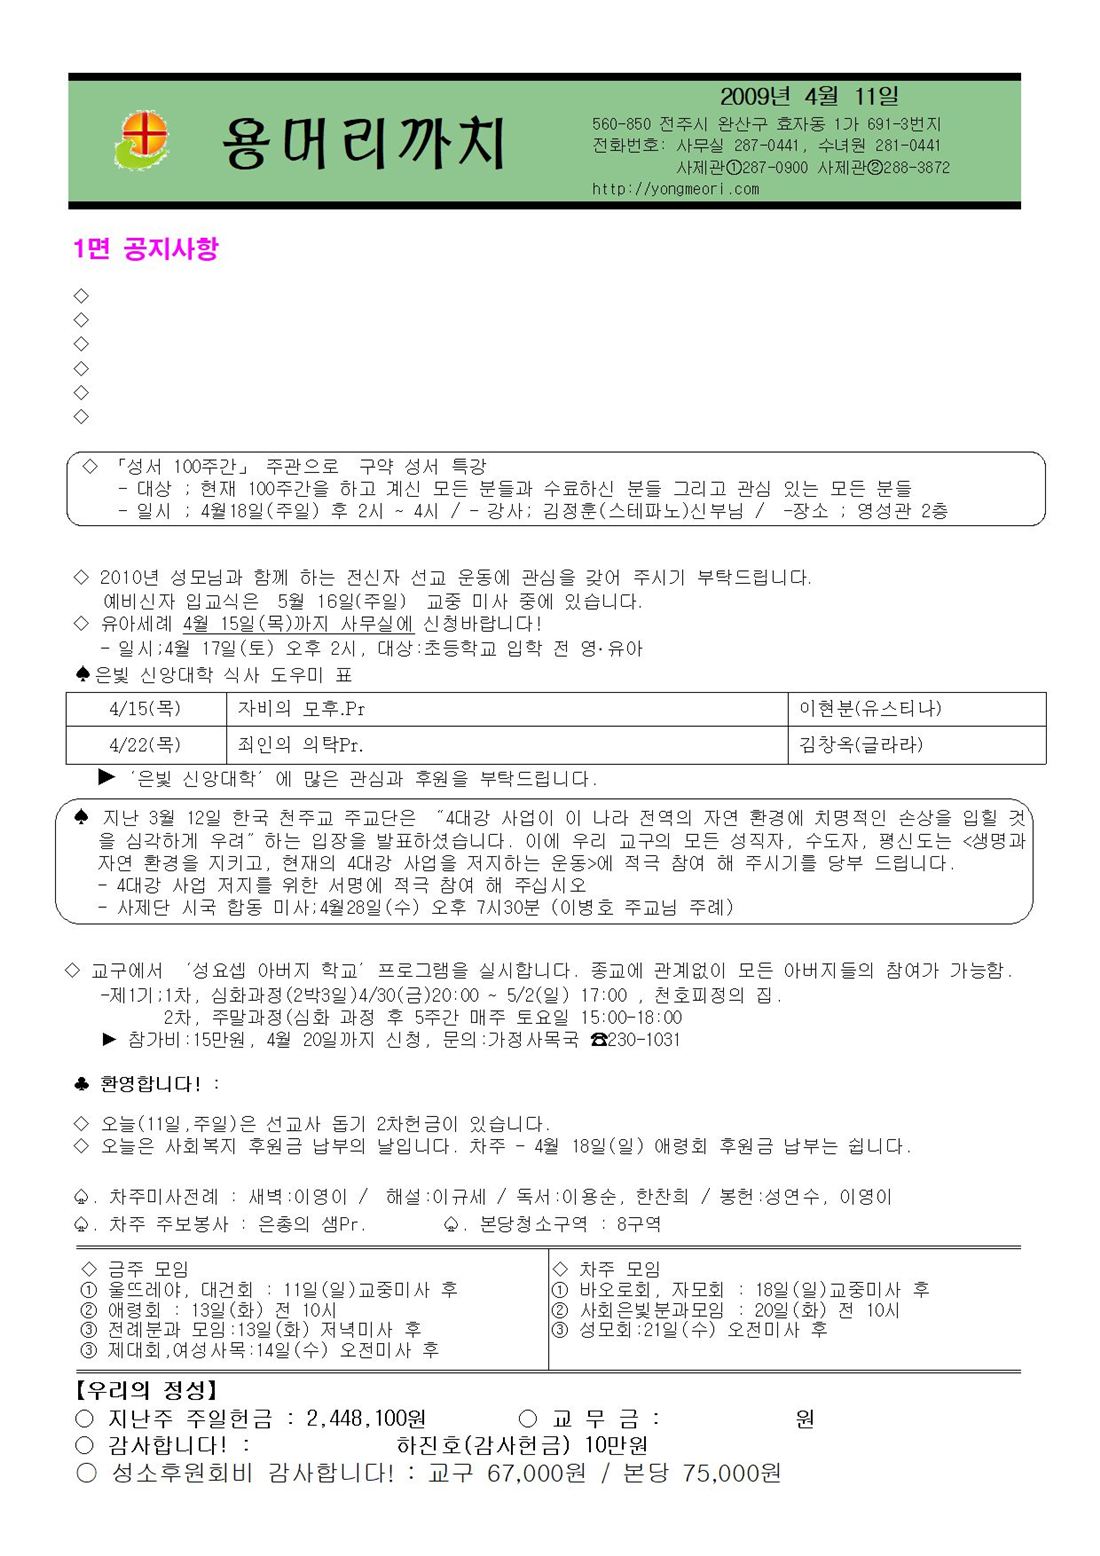 2009년 4월 11일
용머리까치
560-850 전주시 완산구 효자동 1가 691-3번지
전화번호: 사무실 287-0441, 수녀원 281-0441
사제관①287-0900 사제관②288-3872
http://yongmeori.com
1면 공지사항
◇
◇
◇
◇
◇
◇
◇ 「성서 100주간」 주관으로 구약 성서 특강
- 대상 ; 현재 100주간을 하고 계신 모든 분들과 수료하신 분들 그리고 관심 있는 모든 분들
- 일시 ; 4월18일(주일) 후 2시 ~ 4시 / - 강사; 김정훈(스테파노)신부님 / -장소 ; 영성관 2층
◇ 2010년 성모님과 함께 하는 전신자 선교 운동에 관심을 갖어 주시기 부탁드립니다.
예비신자 입교식은 5월 16일(주일) 교중 미사 중에 있습니다.
◇ 유아세례 4월 15일(목)까지 사무실에 신청바랍니다!
- 일시;4월 17일(토) 오후 2시, 대상:초등학교 입학 전 영·유아
♠은빛 신앙대학 식사 도우미 표
4/15(목) 자비의 모후.Pr 이현분(유스티나)
4/22(목) 죄인의 의탁Pr. 김창옥(글라라)
▶ ‘은빛 신앙대학’ 에 많은 관심과 후원을 부탁드립니다.
♠ 지난 3월 12일 한국 천주교 주교단은 “4대강 사업이 이 나라 전역의 자연 환경에 치명적인 손상을 입힐 것
을 심각하게 우려” 하는 입장을 발표하셨습니다. 이에 우리 교구의 모든 성직자, 수도자, 평신도는 <생명과
자연 환경을 지키고, 현재의 4대강 사업을 저지하는 운동>에 적극 참여 해 주시기를 당부 드립니다.
- 4대강 사업 저지를 위한 서명에 적극 참여 해 주십시오
- 사제단 시국 합동 미사;4월28일(수) 오후 7시30분 (이병호 주교님 주례)
◇ 교구에서 ‘성요셉 아버지 학교’ 프로그램을 실시합니다. 종교에 관계없이 모든 아버지들의 참여가 가능함.
-제1기;1차, 심화과정(2박3일)4/30(금)20:00 ~ 5/2(일) 17:00 , 천호피정의 집.
2차, 주말과정(심화 과정 후 5주간 매주 토요일 15:00-18:00
▶ 참가비:15만원, 4월 20일까지 신청, 문의:가정사목국 ☎230-1031
♣ 환영합니다! :
◇ 오늘(11일,주일)은 선교사 돕기 2차헌금이 있습니다.
◇ 오늘은 사회복지 후원금 납부의 날입니다. 차주 - 4월 18일(일) 애령회 후원금 납부는 쉽니다.
♤. 차주미사전례 : 새벽:이영이 / 해설:이규세 / 독서:이용순, 한찬희 / 봉헌:성연수, 이영이
♤. 차주 주보봉사 : 은총의 샘Pr. ♤. 본당청소구역 : 8구역
◇ 금주 모임
① 울뜨레야, 대건회 : 11일(일)교중미사 후
② 애령회 : 13일(화) 전 10시
③ 전례분과 모임:13일(화) 저녁미사 후
③ 제대회,여성사목:14일(수) 오전미사 후
◇ 차주 모임
① 바오로회, 자모회 : 18일(일)교중미사 후
② 사회은빛분과모임 : 20일(화) 전 10시
③ 성모회:21일(수) 오전미사 후
【우리의 정성】
○ 지난주 주일헌금 : 2,448,100원 ○ 교 무 금 : 원
○ 감사합니다! : 하진호(감사헌금) 10만원
○ 성소후원회비 감사합니다! : 교구 67,000원 / 본당 75,000원